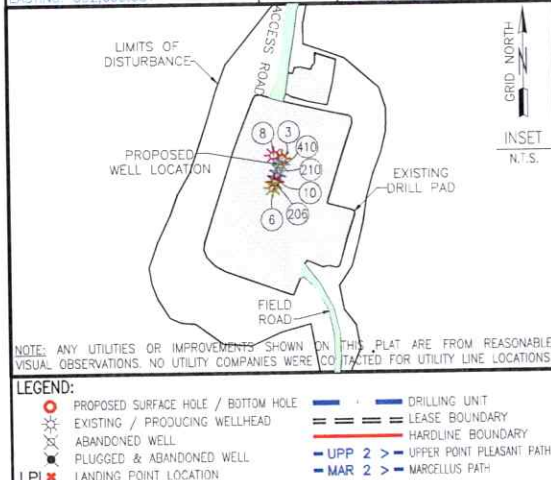 ACCESS ROAD
LIMITS OF
DISTURBANCE
GRID NORTH
N
INSET
N.T.S.
8
3
410
PROPOSED
WELL LOCATION
210
EXISTING
DRILL PAD
10
6
206
FIELD
ROAD
NOTE: ANY UTILITIES OR IMPROVEMENTS SHOWN ON THIS PLAT ARE FROM REASONABLE
VISUAL OBSERVATIONS. NO UTILITY COMPANIES WERE CONTACTED FOR UTILITY LINE LOCATIONS
LEGEND:
PROPOSED SURFACE HOLE / BOTTOM HOLE
EXISTING / PRODUCING WELLHEAD
ABANDONED WELL
PLUGGED & ABANDONED WELL
LPL LANDING POINT LOCATION
DRILLING UNIT
LEASE BOUNDARY
HARDLINE BOUNDARY
UPP 2 > UPPER POINT PLEASANT PATH
MAR 2 > MARCELLUS PATH